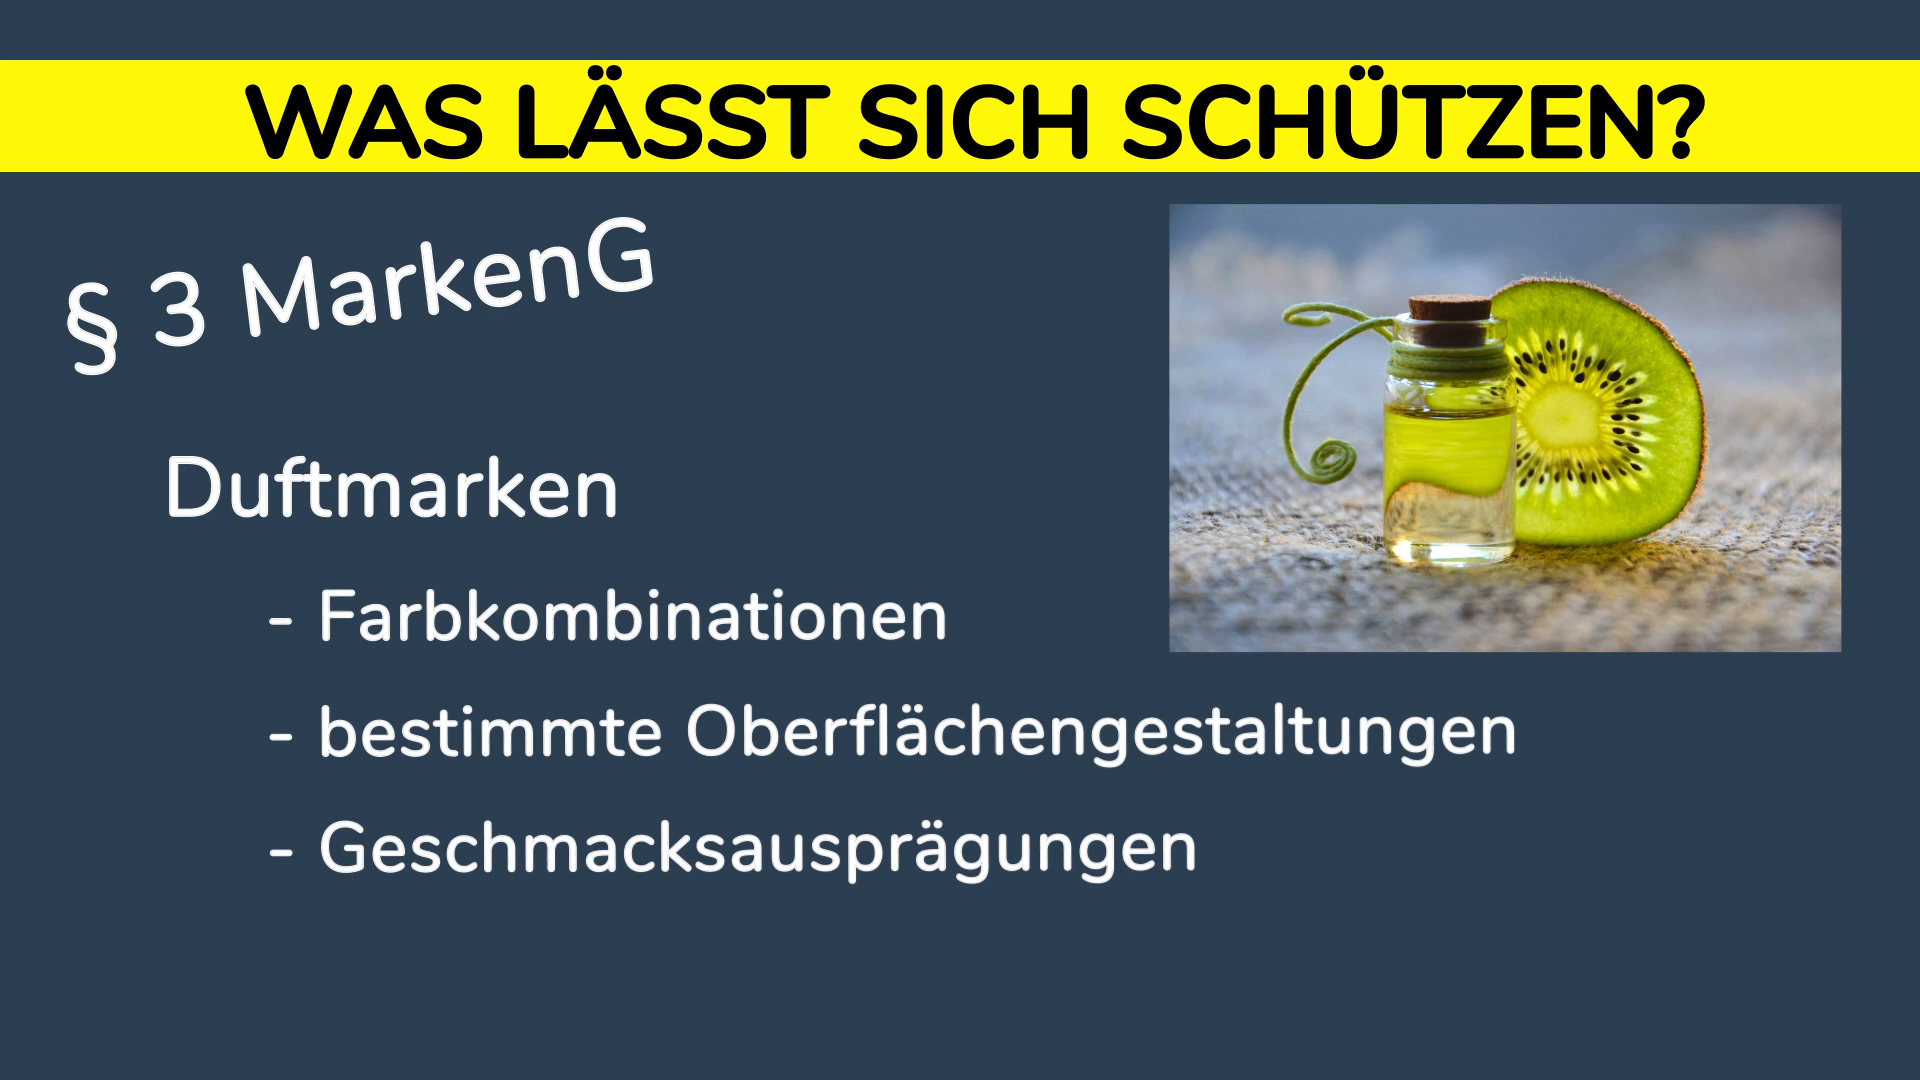 WAS LÄSST SICH SCHÜTZEN?
§ 3 MarkenG
Duftmarken
- Farbkombinationen
- bestimmte Oberflächengestaltungen
- Geschmacksausprägungen